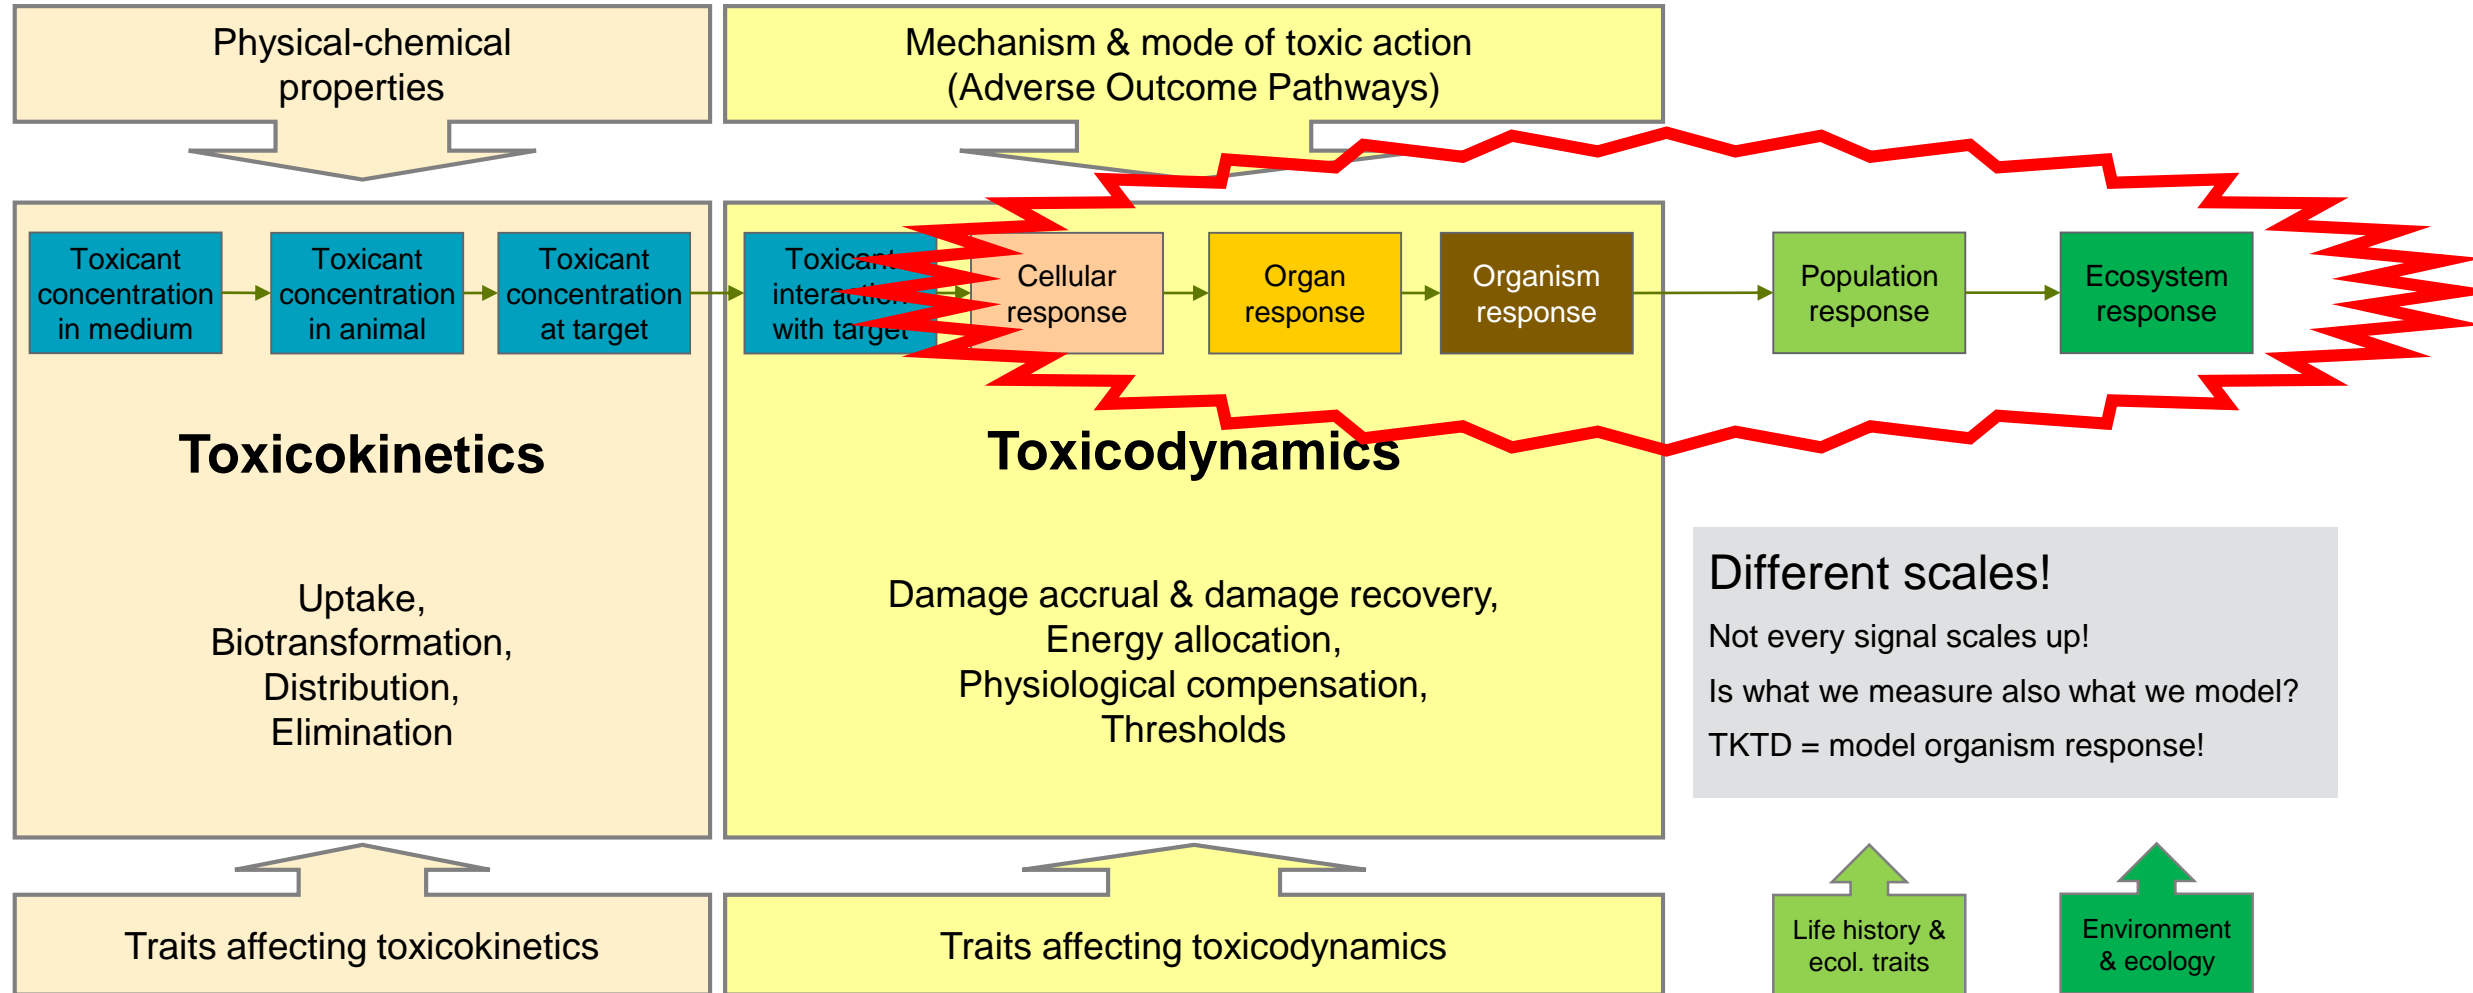 Physical-chemical
properties
Mechanism & mode of toxic action
(Adverse Outcome Pathways)
Toxicant
concentration
in medium
Toxicant
concentration
in animal
Toxicant
concentration
at target
Toxicant
interaction
with target
Cellular
response
Organ
response
Organism
response
Population
response
Ecosystem
response
Toxicokinetics
Uptake,
Biotransformation,
Distribution,
Elimination
Toxicodynamics
Damage accrual & damage recovery,
Energy allocation,
Physiological compensation,
Thresholds
Different scales!
Not every signal scales up!
Is what we measure also what we model?
TKTD = model organism response!
Traits affecting toxicokinetics
Traits affecting toxicodynamics
Life history &
ecol. traits
Environment
& ecology